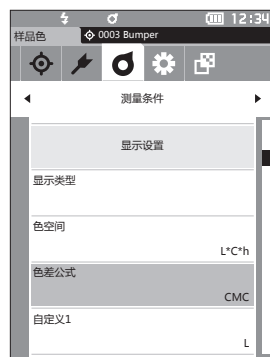 12:34
样品色 0003 Bumper
测量条件
显示设置
显示类型
色空间
L*C*h
色差公式
CMC
自定义1
L